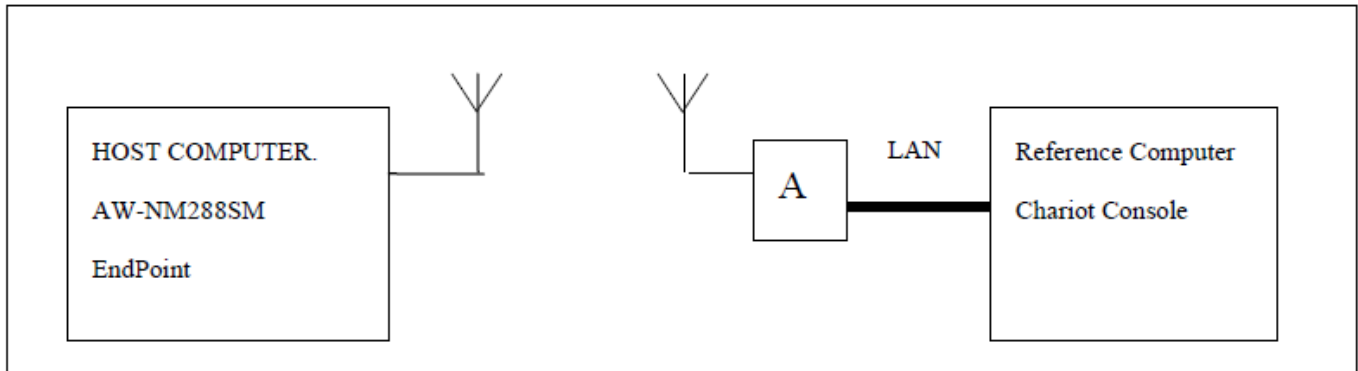 HOST COMPUTER.
AW-NM288SM
EndPoint
A
LAN
Reference Computer
Chariot Console